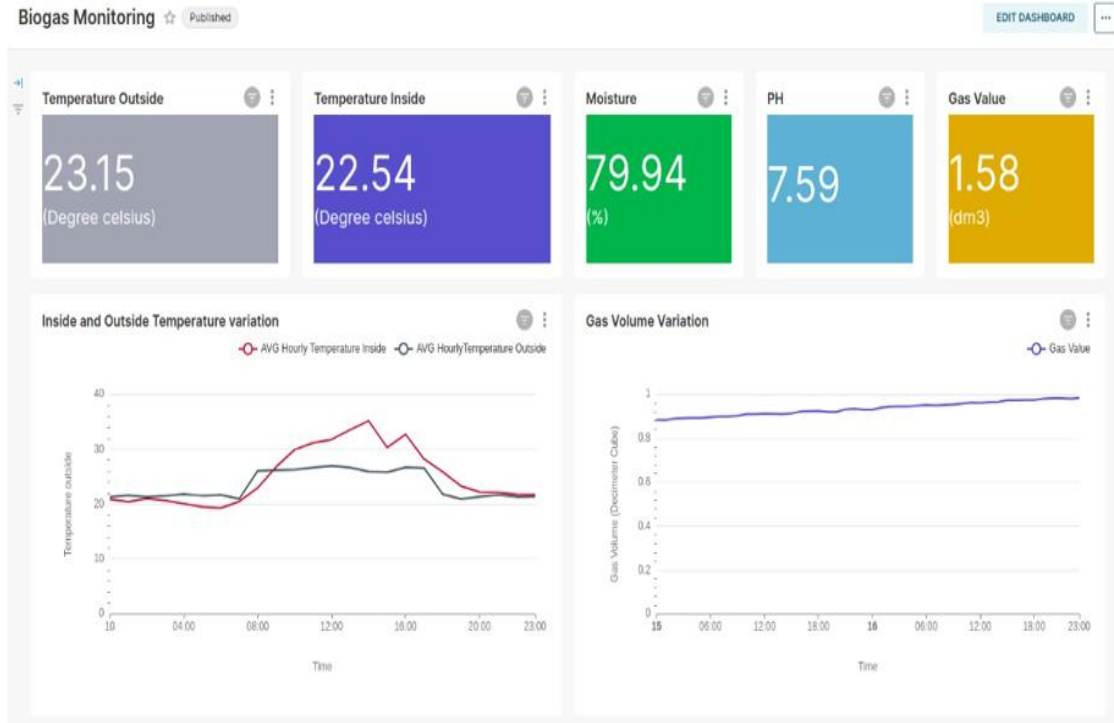 Biogas Monitoring Published EDIT DASHBOARD
Temperature Outside
23.15
(Degree celsius)
Temperature Inside
22.54
(Degree celsius)
Moisture
79.94
(%)
PH
7.59
Gas Value
1.58
(dm3)
Inside and Outside Temperature variation
AVG Hourly Temperature Inside AVG HourlyTemperature Outside
Temperature outside
40
30
20
10
0
10 04:00 08:00 12:00 16:00 20:00 23:00
Time
Gas Volume Variation
Gas Value
Gas Volume (Decimeter Cube)
1
0.8
0.6
0.4
0.2
0
15 06:00 12:00 18:00 16 06:00 12:00 18:00 23:00
Time